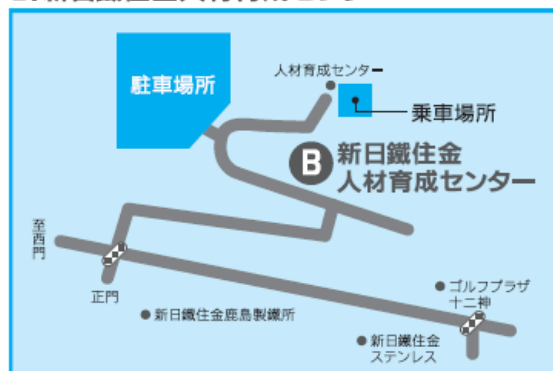 人材育成センター
駐車場所
乗車場所
B 新日鐵住金
人材育成センター
至西門
正門
●新日鐵住金鹿島製鐵所
●ゴルフプラザ
十二神
●新日鐵住金
ステンレス